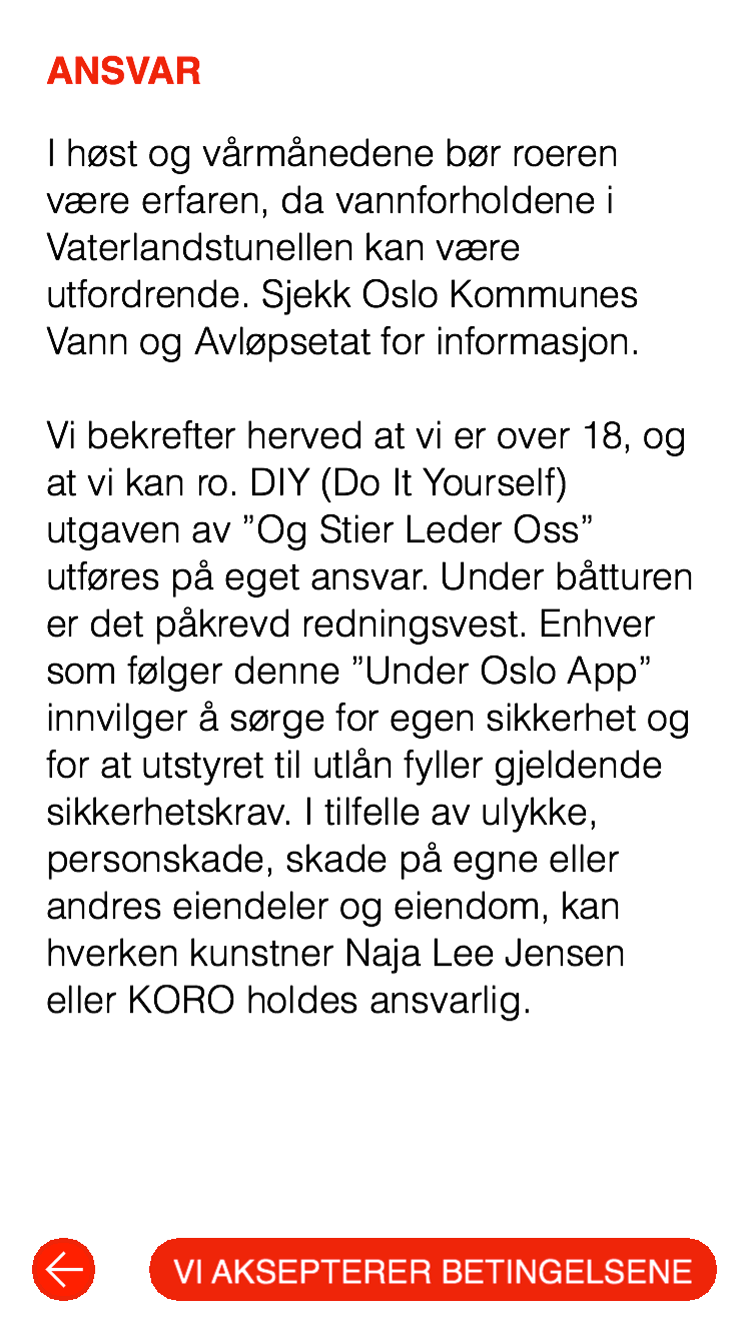 ANSVAR
I høst og vårmånedene bør roeren
være erfaren, da vannforholdene i
Vaterlandstunellen kan være
utfordrende. Sjekk Oslo Kommunes
Vann og Avløpsetat for informasjon.
Vi bekrefter herved at vi er over 18, og
at vi kan ro. DIY (Do It Yourself)
utgaven av ”Og Stier Leder Oss”
utføres på eget ansvar. Under båtturen
er det påkrevd redningsvest. Enhver
som følger denne ”Under Oslo App”
innvilger å sørge for egen sikkerhet og
for at utstyret til utlån fyller gjeldende
sikkerhetskrav. I tilfelle av ulykke,
personskade, skade på egne eller
andres eiendeler og eiendom, kan
hverken kunstner Naja Lee Jensen
eller KORO holdes ansvarlig.
VI AKSEPTERER BETINGELSENE